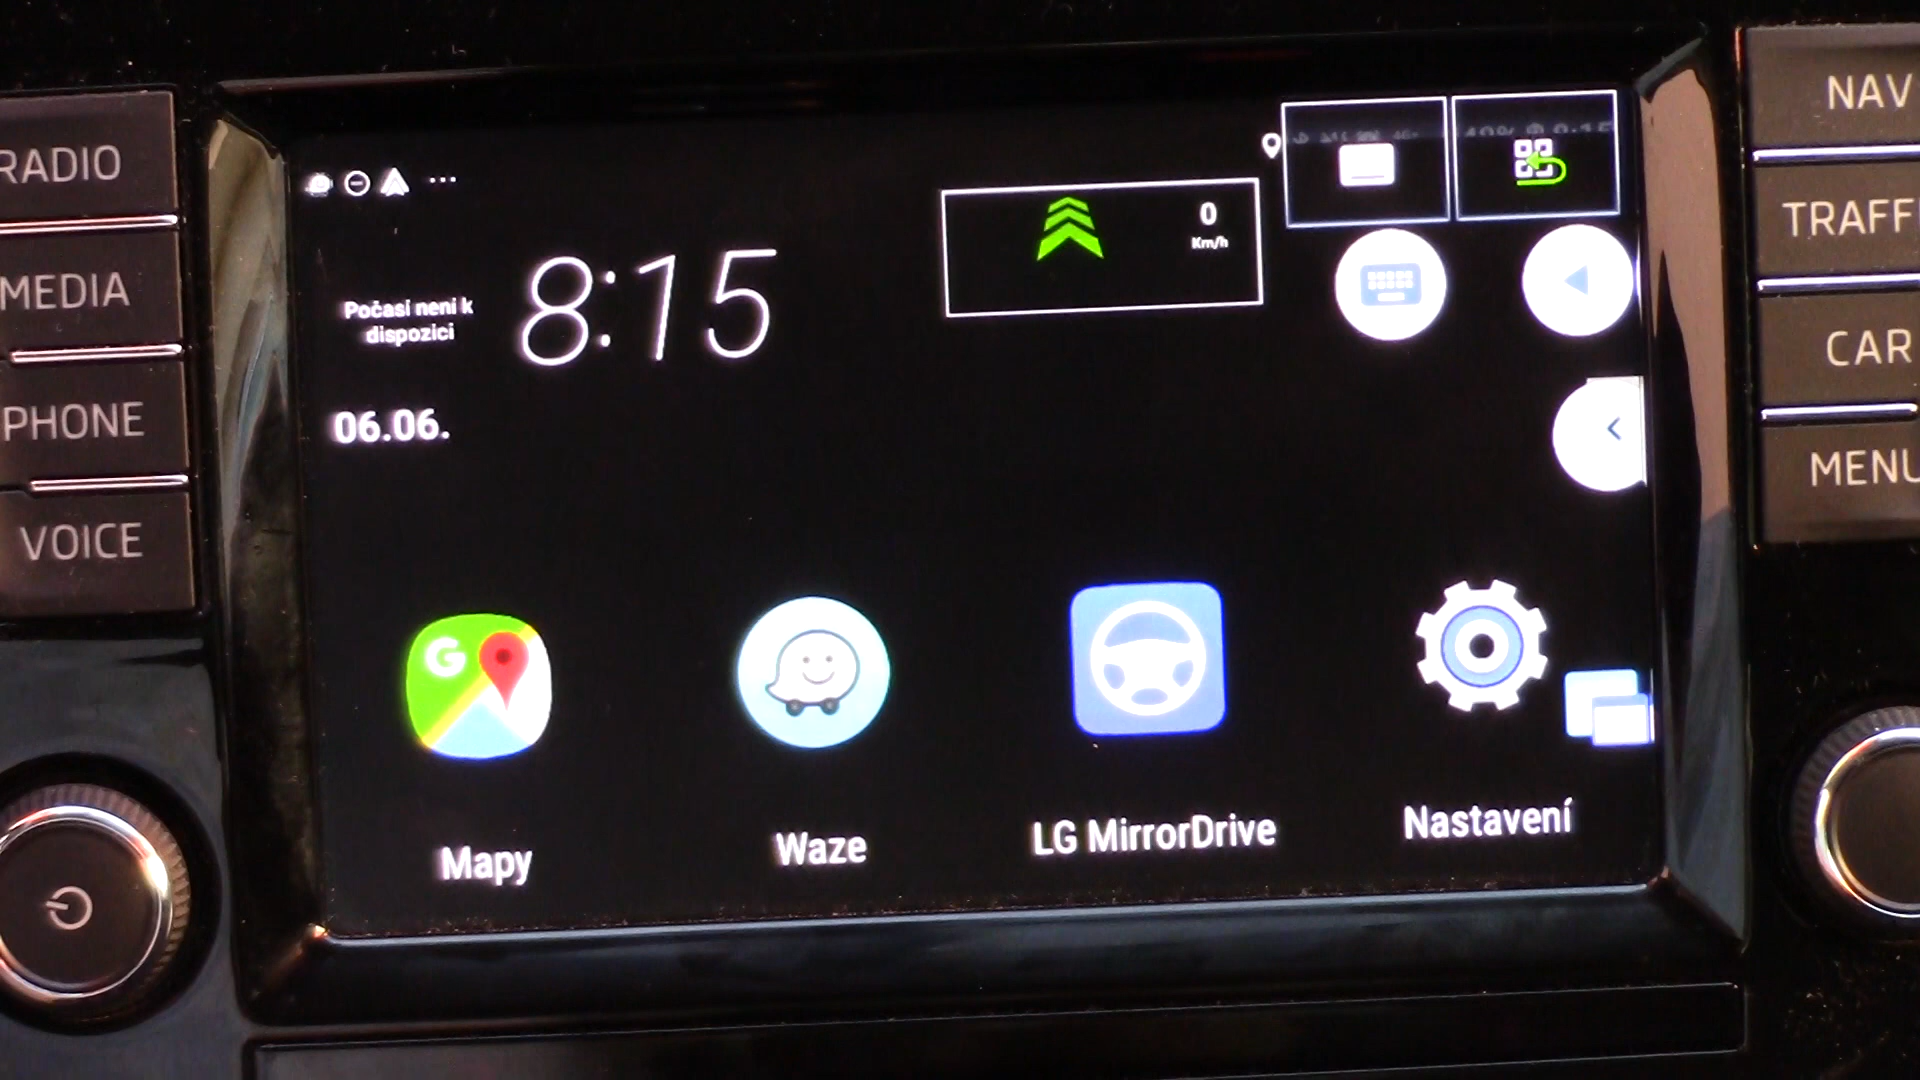 RADIO
MEDIA
PHONE
VOICE
8:15
Počasí není k
dispozici
06.06.
0
Km/h
G
Mapy
Waze
LG MirrorDrive
Nastavení
NAV
TRAFF
CAR
MENU